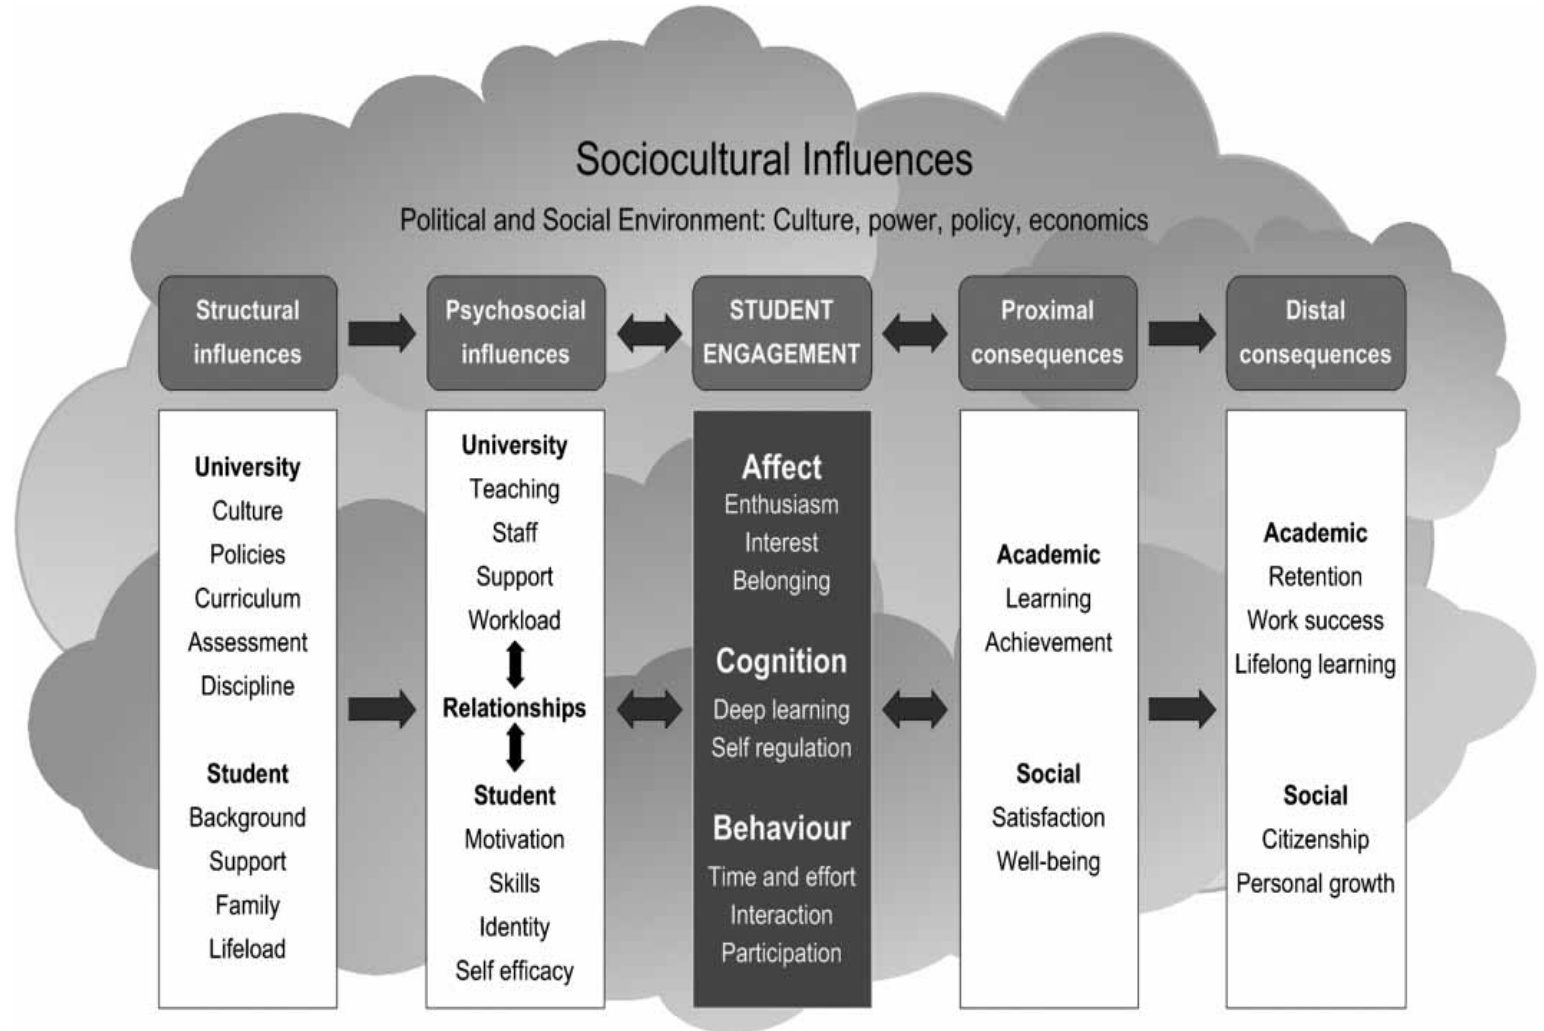 Sociocultural Influences
Political and Social Environment: Culture, power, policy, economics
Structural
influences
Psychosocial
influences
STUDENT
ENGAGEMENT
Proximal
consequences
Distal
consequences
University
Culture
Policies
Curriculum
Assessment
Discipline
Student
Background
Support
Family
Lifeload
University
Teaching
Staff
Support
Workload
Relationships
Student
Motivation
Skills
Identity
Self efficacy
Affect
Enthusiasm
Interest
Belonging
Cognition
Deep learning
Self regulation
Behaviour
Time and effort
Interaction
Participation
Academic
Learning
Achievement
Social
Satisfaction
Well-being
Academic
Retention
Work success
Lifelong learning
Social
Citizenship
Personal growth